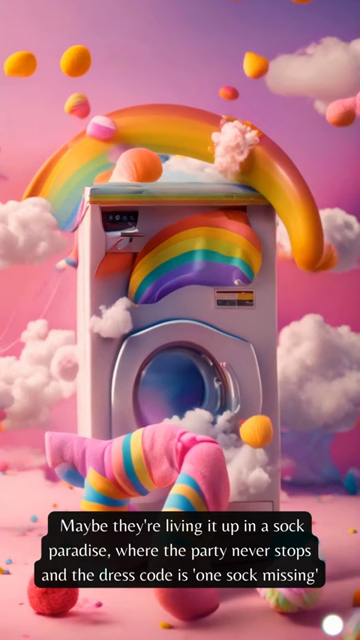 Maybe they're living it up in a sock
paradise, where the party never stops
and the dress code is 'one sock missing'